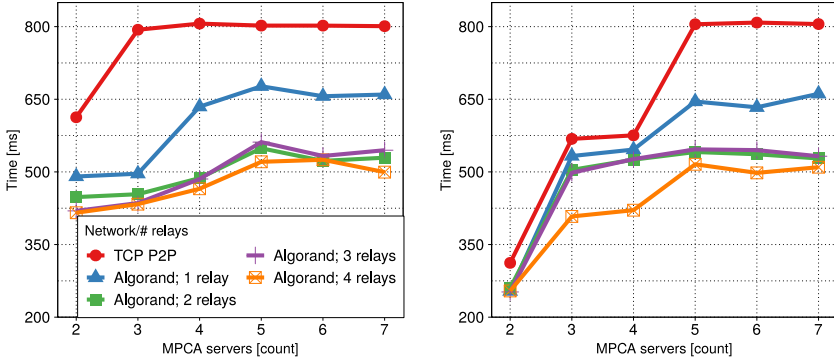 800
650
500
350
200
Time [ms]
Network/# relays
TCP P2P
Algorand; 1 relay
Algorand; 2 relays
Algorand; 3 relays
Algorand; 4 relays
2 3 4 5 6 7
MPCA servers [count]
800
650
500
350
200
Time [ms]
2 3 4 5 6 7
MPCA servers [count]